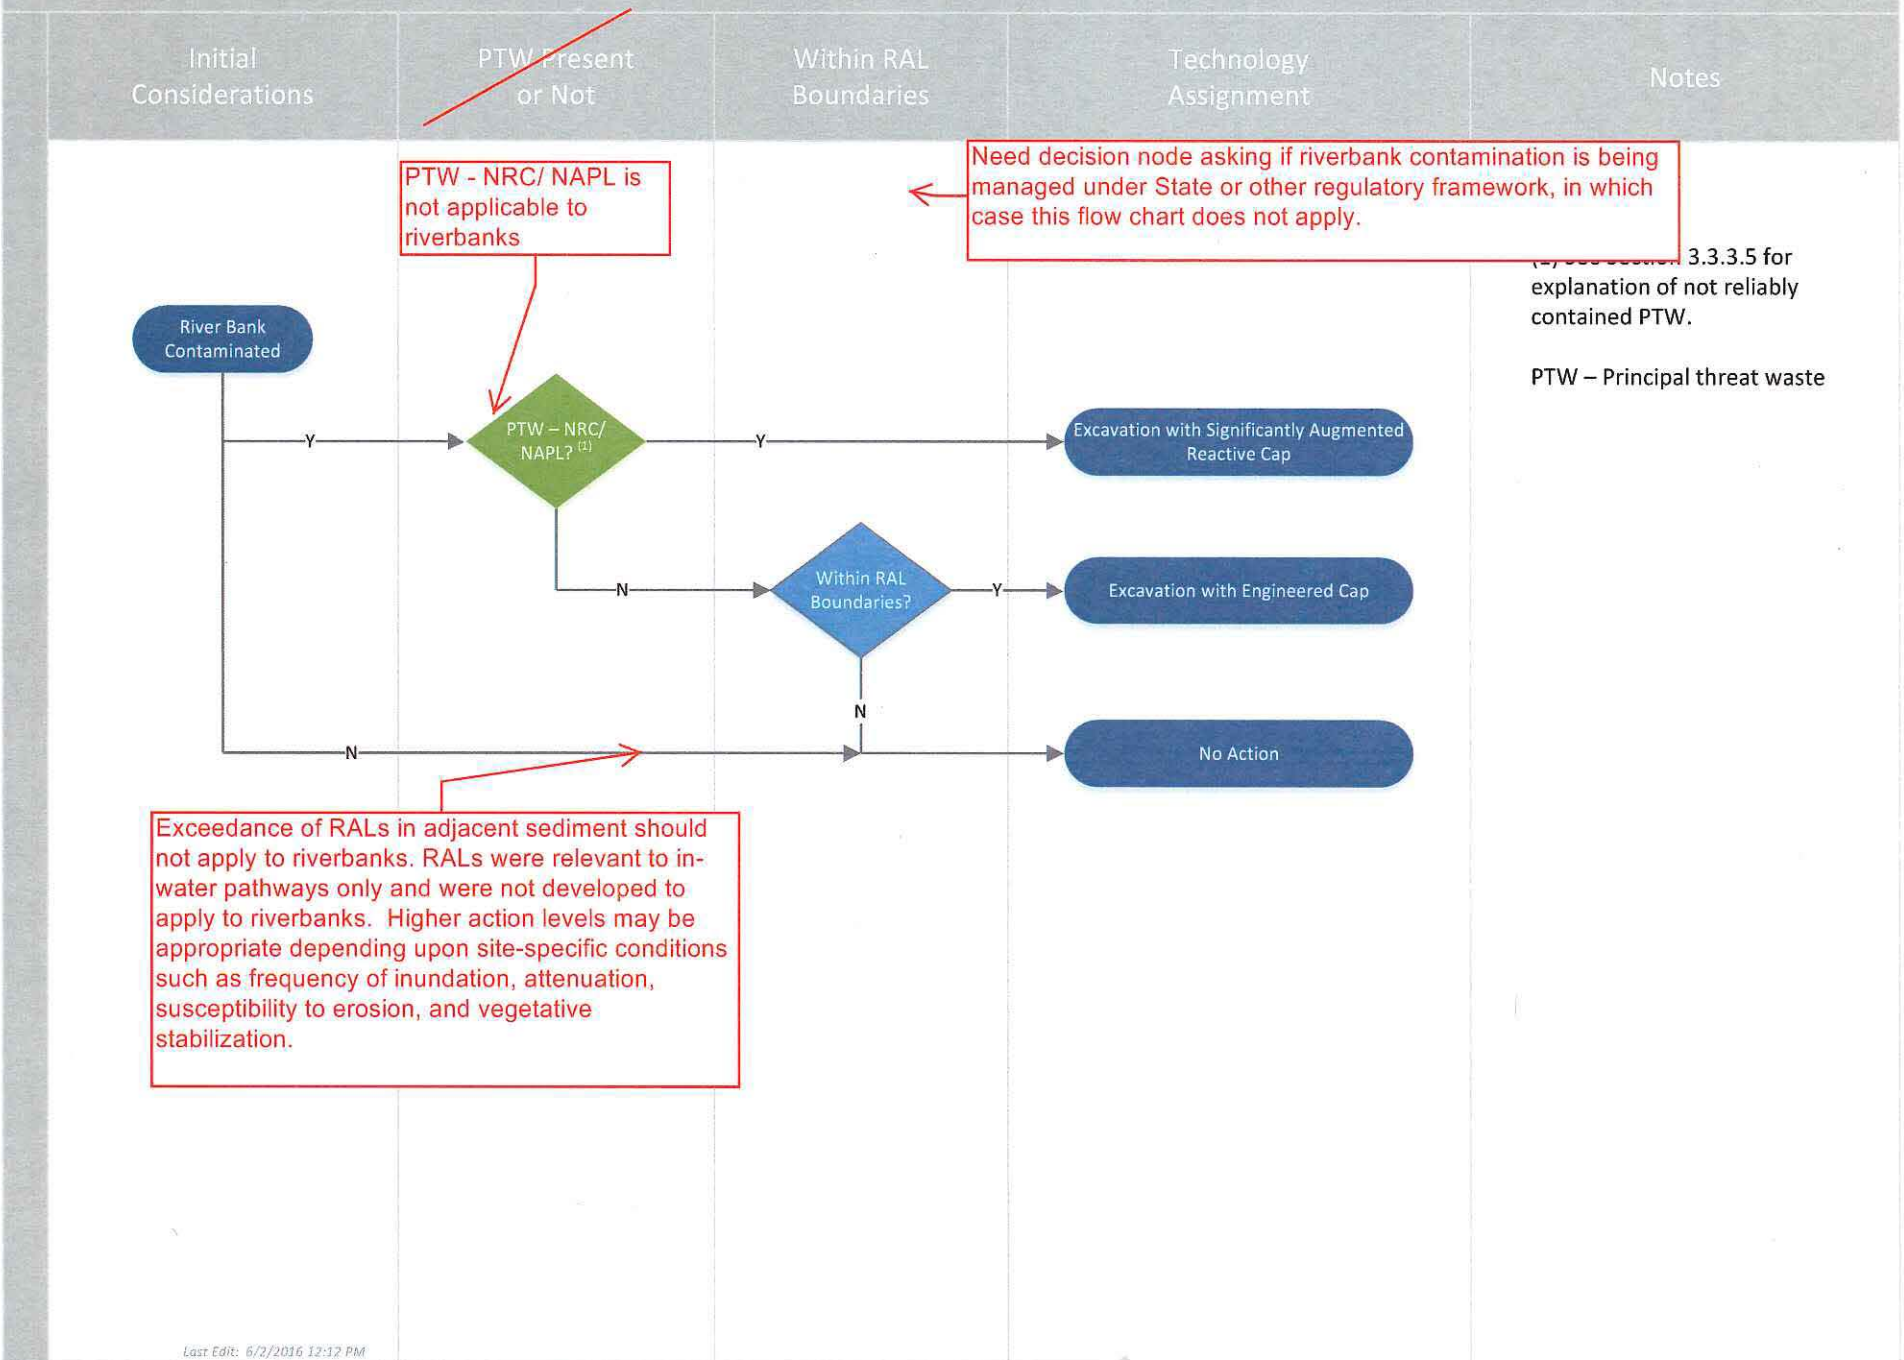 Initial
Considerations
PTW Present
or Not
Within RAL
Boundaries
Technology
Assignment
Notes
PTW - NRC/ NAPL is
not applicable to
riverbanks
Need decision node asking if riverbank contamination is being
managed under State or other regulatory framework, in which
case this flow chart does not apply.
3.3.3.5 for
explanation of not reliably
contained PTW.
PTW – Principal threat waste
River Bank
Contaminated
Y
PTW – NRC/
NAPL? (1)
Y
Excavation with Significantly Augmented
Reactive Cap
N
Within RAL
Boundaries?
Y
Excavation with Engineered Cap
N
N
No Action
Exceedance of RALs in adjacent sediment should
not apply to riverbanks. RALs were relevant to in-
water pathways only and were not developed to
apply to riverbanks.  Higher action levels may be
appropriate depending upon site-specific conditions
such as frequency of inundation, attenuation,
susceptibility to erosion, and vegetative
stabilization.
Last Edit: 6/2/2016 12:12 PM